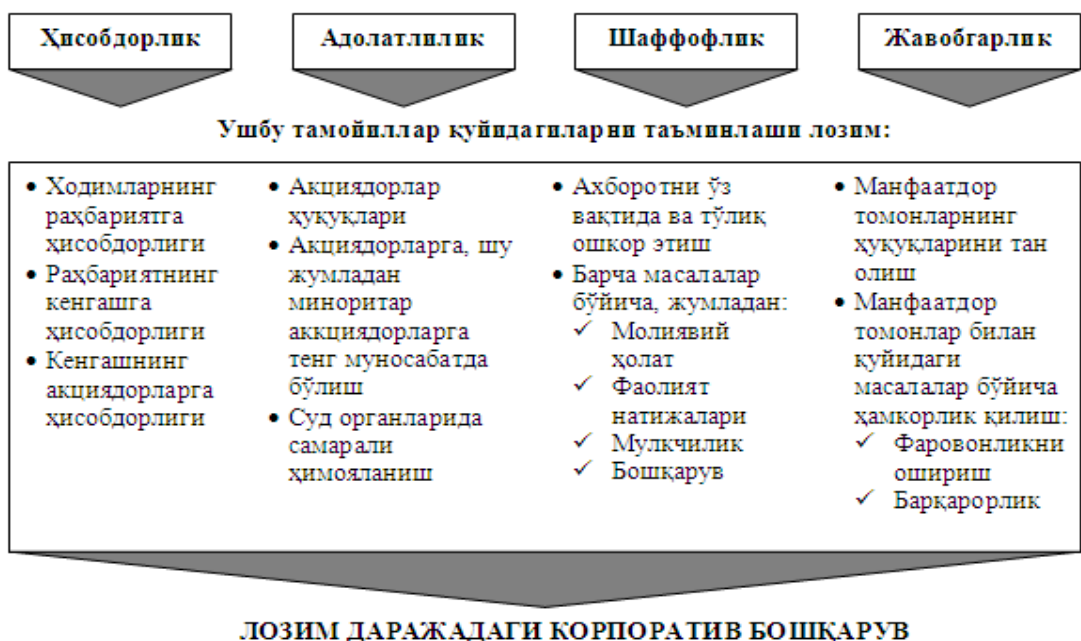 Ҳисобдорлик
Адолатлилик
Шаффофлик
Жавобгарлик
Ушбу тамойиллар қуйидагиларни таъминлаши лозим:
• Ходимларнинг
раҳбариятга
ҳисобдорлиги
• Раҳбариятнинг
кенгашга
ҳисобдорлиги
• Кенгашнинг
акциядорларга
ҳисобдорлиги
• Акциядорлар
ҳуқуқлари
• Акциядорларга, шу
жумладан
миноритар
аккциядорларга
тенг муносабатда
бўлиш
• Суд органларида
самарали
ҳимояланиш
• Ахборотни ўз
вақтида ва тўлиқ
ошкор этиш
• Барча масалалар
бўйича, жумладан:
✓ Молиявий
ҳолат
✓ Фаолият
натижалари
✓ Мулкчилик
✓ Бошқарув
• Манфаатдор
томонларнинг
ҳуқуқларини тан
олиш
• Манфаатдор
томонлар билан
қуйидаги
масалалар бўйича
ҳамкорлик қилиш:
✓ Фаровонликни
ошириш
✓ Барқарорлик
ЛОЗИМ ДАРАЖАДАГИ КОРПОРАТИВ БОШҚАРУВ